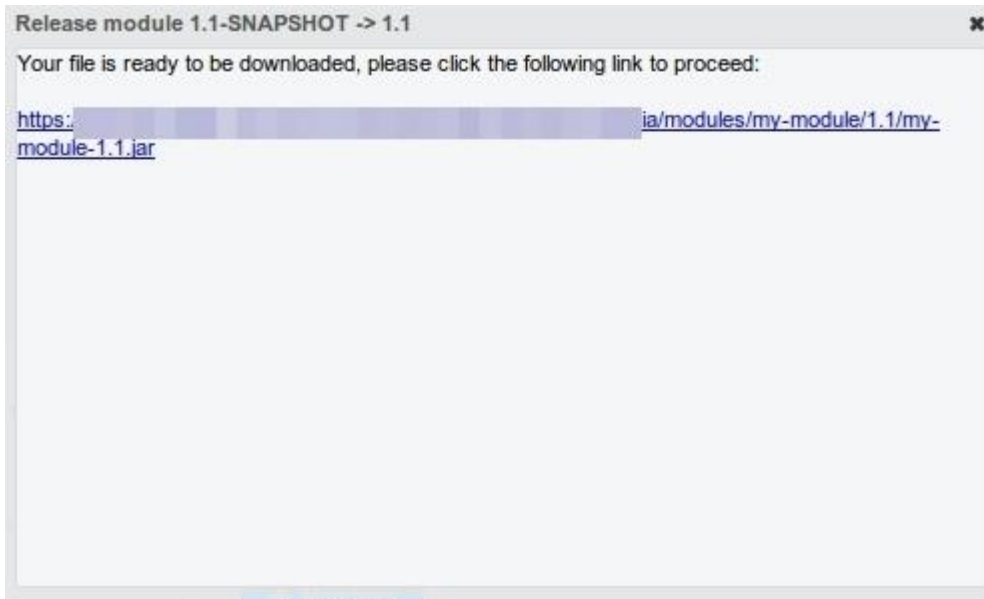 Release module 1.1-SNAPSHOT -> 1.1
Your file is ready to be downloaded, please click the following link to proceed:
https:/ ia/modules/my-module/1.1/my-
module-1.1.jar